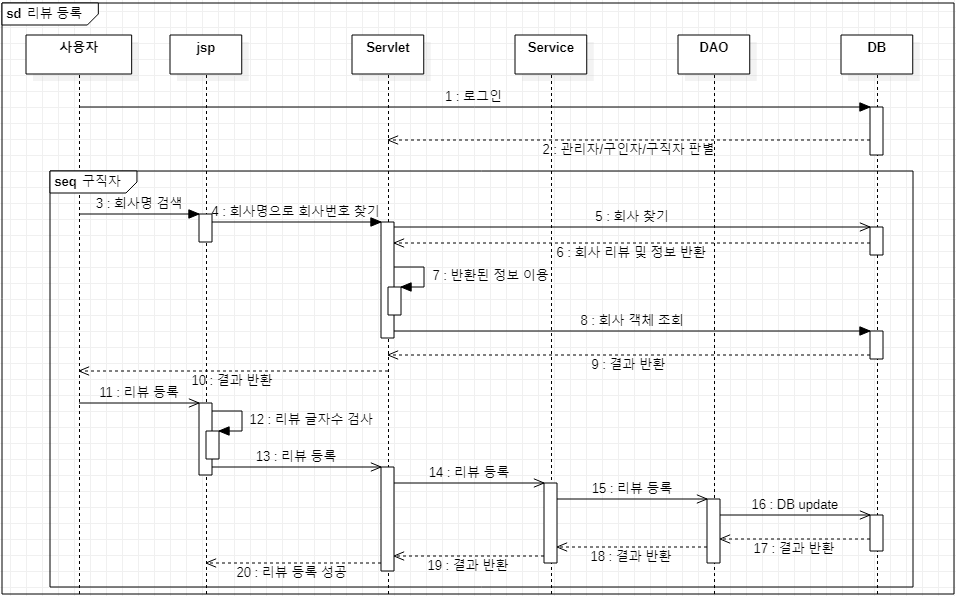 sd 리뷰 등록
사용자
jsp
Servlet
Service
DAO
DB
1 : 로그인
2 : 관리자/구인자/구직자 판별
seq 구직자
3 : 회사명 검색
4 : 회사명으로 회사번호 찾기
5 : 회사 찾기
6 : 회사 리뷰 및 정보 반환
7 : 반환된 정보 이용
8 : 회사 객체 조회
9 : 결과 반환
10 : 결과 반환
11 : 리뷰 등록
12 : 리뷰 글자수 검사
13 : 리뷰 등록
14 : 리뷰 등록
15 : 리뷰 등록
16 : DB update
17 : 결과 반환
18 : 결과 반환
19 : 결과 반환
20 : 리뷰 등록 성공